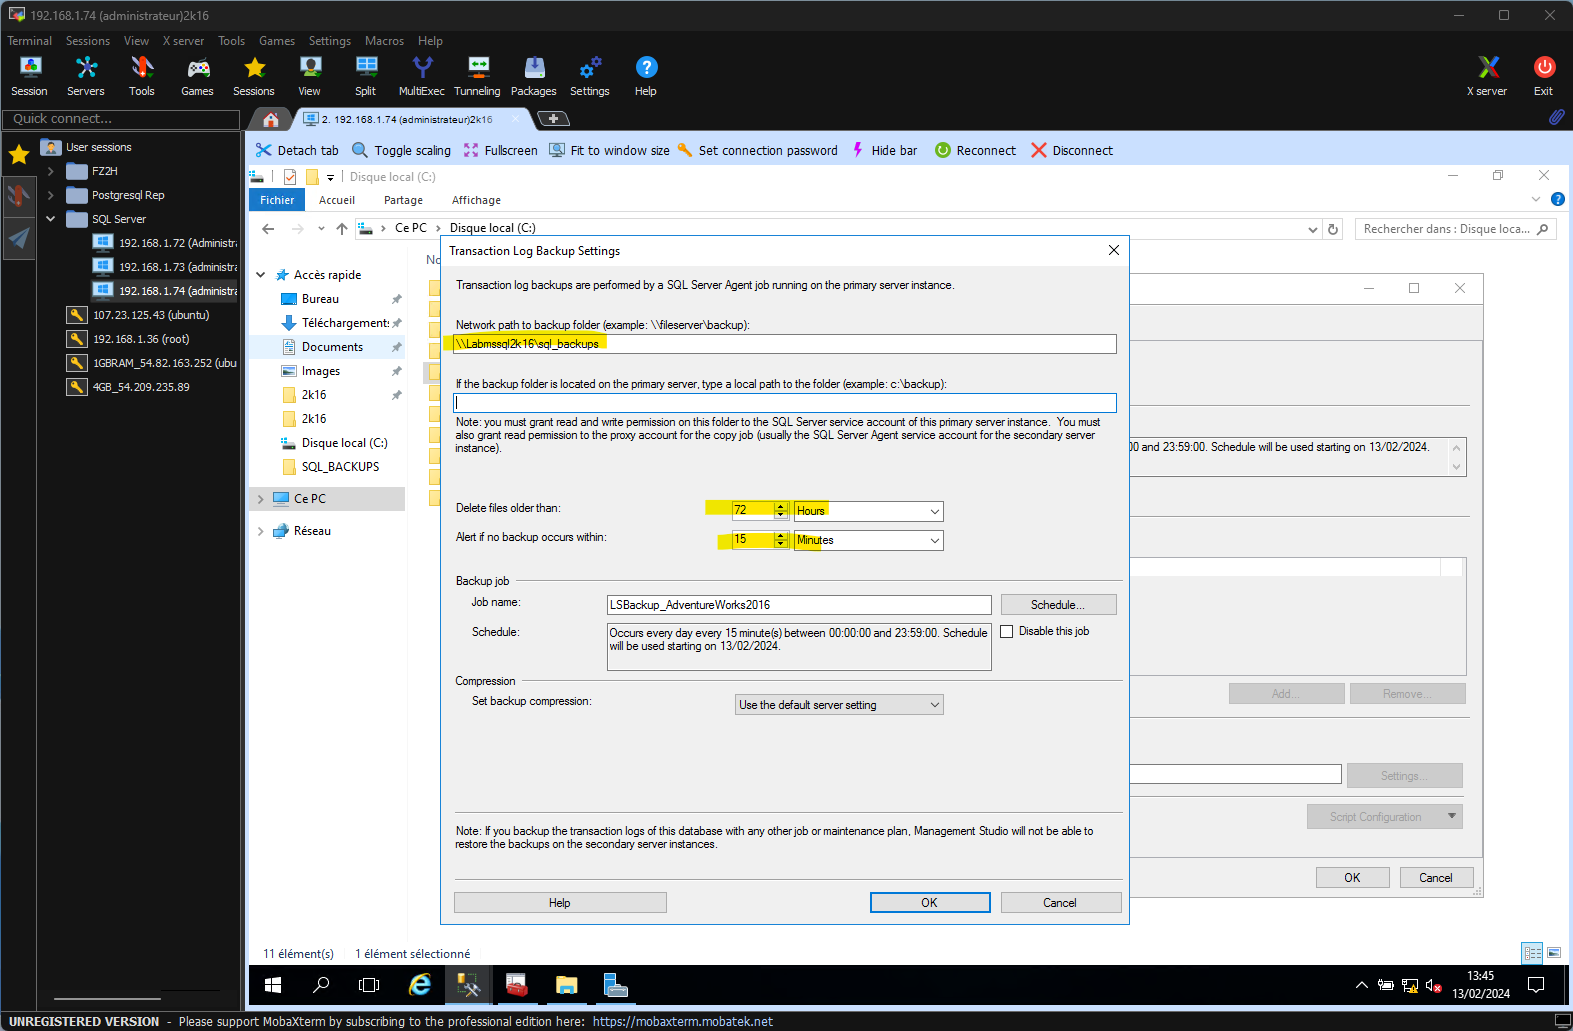 192.168.1.74 (administrateur)2k16
Terminal Sessions View X server Tools Games Settings Macros Help
Session Servers Tools Games Sessions View Split MultiExec Tunneling Packages Settings Help X server Exit
Quick connect...
2. 192.168.1.74 (administrateur)2k16
Detach tab Toggle scaling Fullscreen Fit to window size Set connection password Hide bar Reconnect Disconnect
User sessions
FZ2H
Postgresql Rep
SQL Server
192.168.1.72 (Administra
192.168.1.73 (administra
192.168.1.74 (administra
107.23.125.43 (ubuntu)
192.168.1.36 (root)
1GBRAM_54.82.163.252 (ubu
4GB_54.209.235.89
Disque local (C:)
Fichier Accueil Partage Affichage
Ce PC Disque local (C:)
Rechercher dans : Disque loca...
No
Accès rapide
Bureau
Téléchargements
Documents
Images
2k16
2k16
Disque local (C:)
SQL_BACKUPS
Ce PC
Réseau
Transaction Log Backup Settings
Transaction log backups are performed by a SQL Server Agent job running on the primary server instance.
Network path to backup folder (example: \\fileserver\backup):
\\Labmssql2k16\sql_backups
If the backup folder is located on the primary server, type a local path to the folder (example: c:\backup):
Note: you must grant read and write permission on this folder to the SQL Server service account of this primary server instance. You must
also grant read permission to the proxy account for the copy job (usually the SQL Server Agent service account for the secondary server
instance).
Delete files older than: 72 Hours
Alert if no backup occurs within: 15 Minutes
Backup job
Job name: LSBackup_AdventureWorks2016 Schedule...
Schedule: Occurs every day every 15 minute(s) between 00:00:00 and 23:59:00. Schedule
will be used starting on 13/02/2024.
Disable this job
Compression
Set backup compression: Use the default server setting
Note: If you backup the transaction logs of this database with any other job or maintenance plan, Management Studio will not be able to
restore the backups on the secondary server instances.
Help OK Cancel
00 and 23:59:00. Schedule will be used starting on 13/02/2024.
Add... Remove...
Settings...
Script Configuration
OK Cancel
11 élément(s) 1 élément sélectionné
13:45
13/02/2024
UNREGISTERED VERSION - Please support MobaXterm by subscribing to the professional edition here: https://mobaxterm.mobatek.net